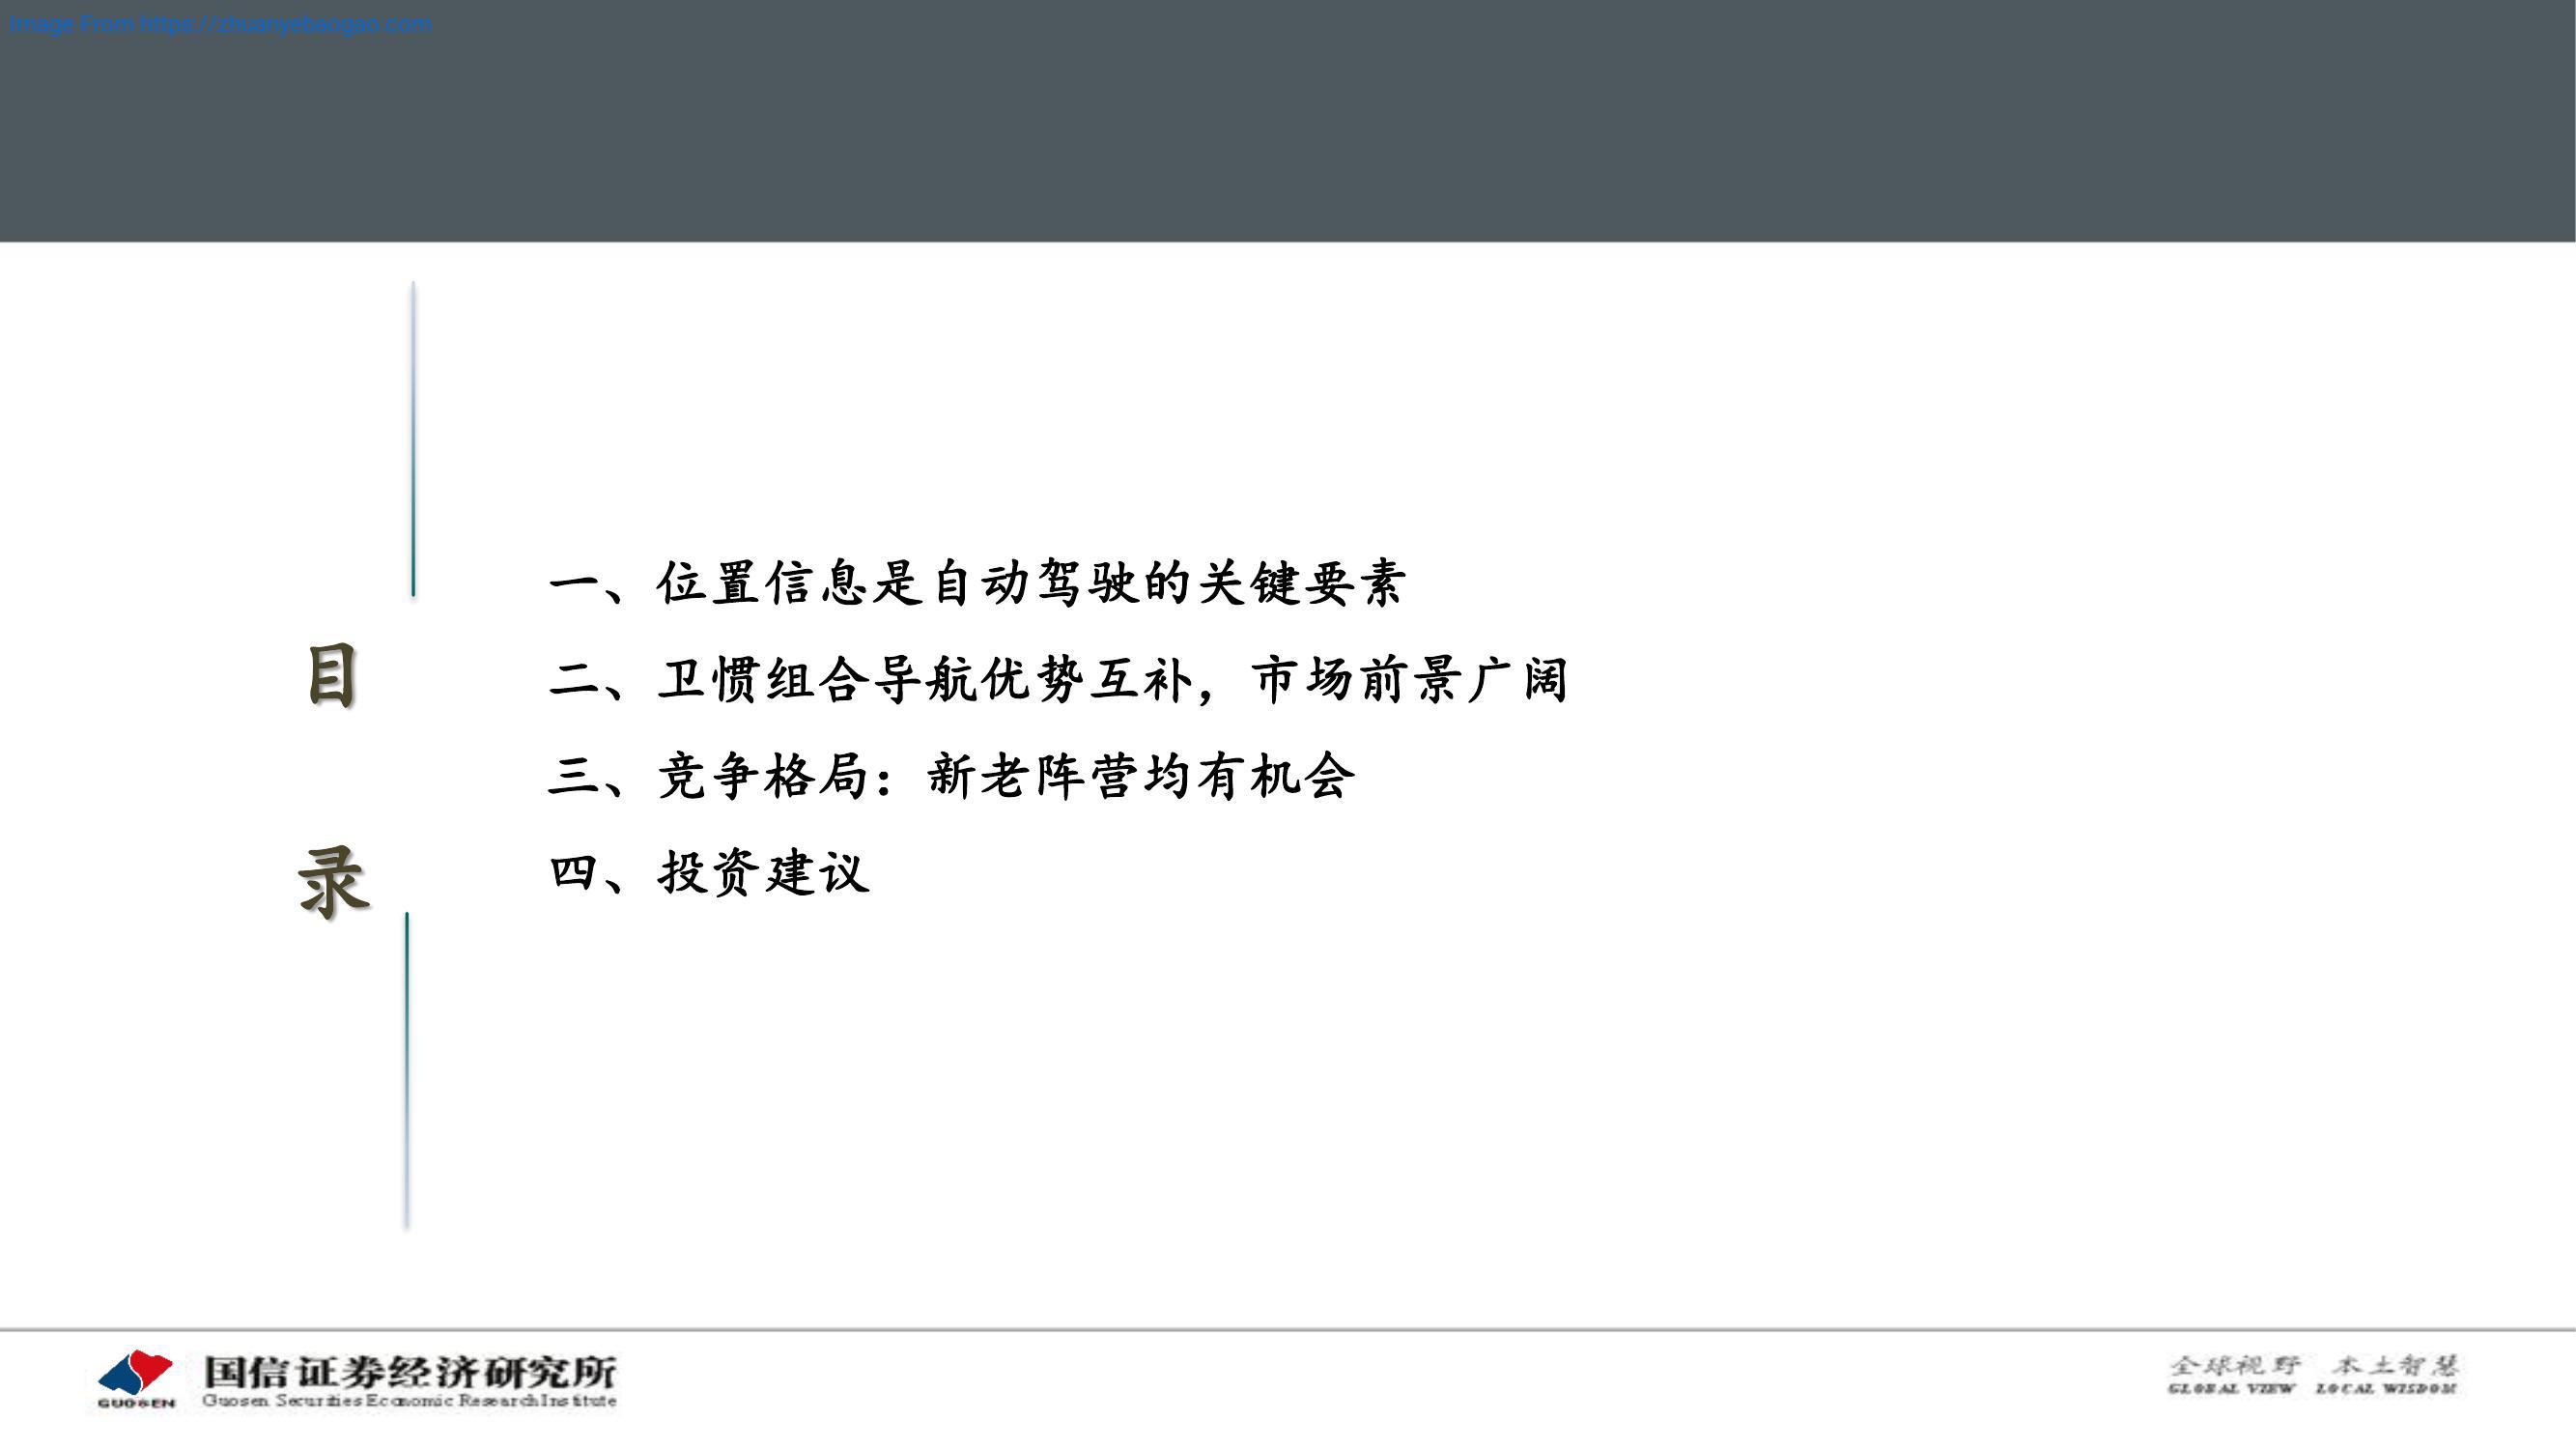 Image From https://zhuanyebaogao.com
目
录
一、位置信息是自动驾驶的关键要素
二、卫惯组合导航优势互补，市场前景广阔
三、竞争格局：新老阵营均有机会
四、投资建议
GUOSEN
国信证券经济研究所
Guosen Securities Economic Research Institute
全球视野 本土智慧
GLOBAL VIEW LOCAL WISDOM